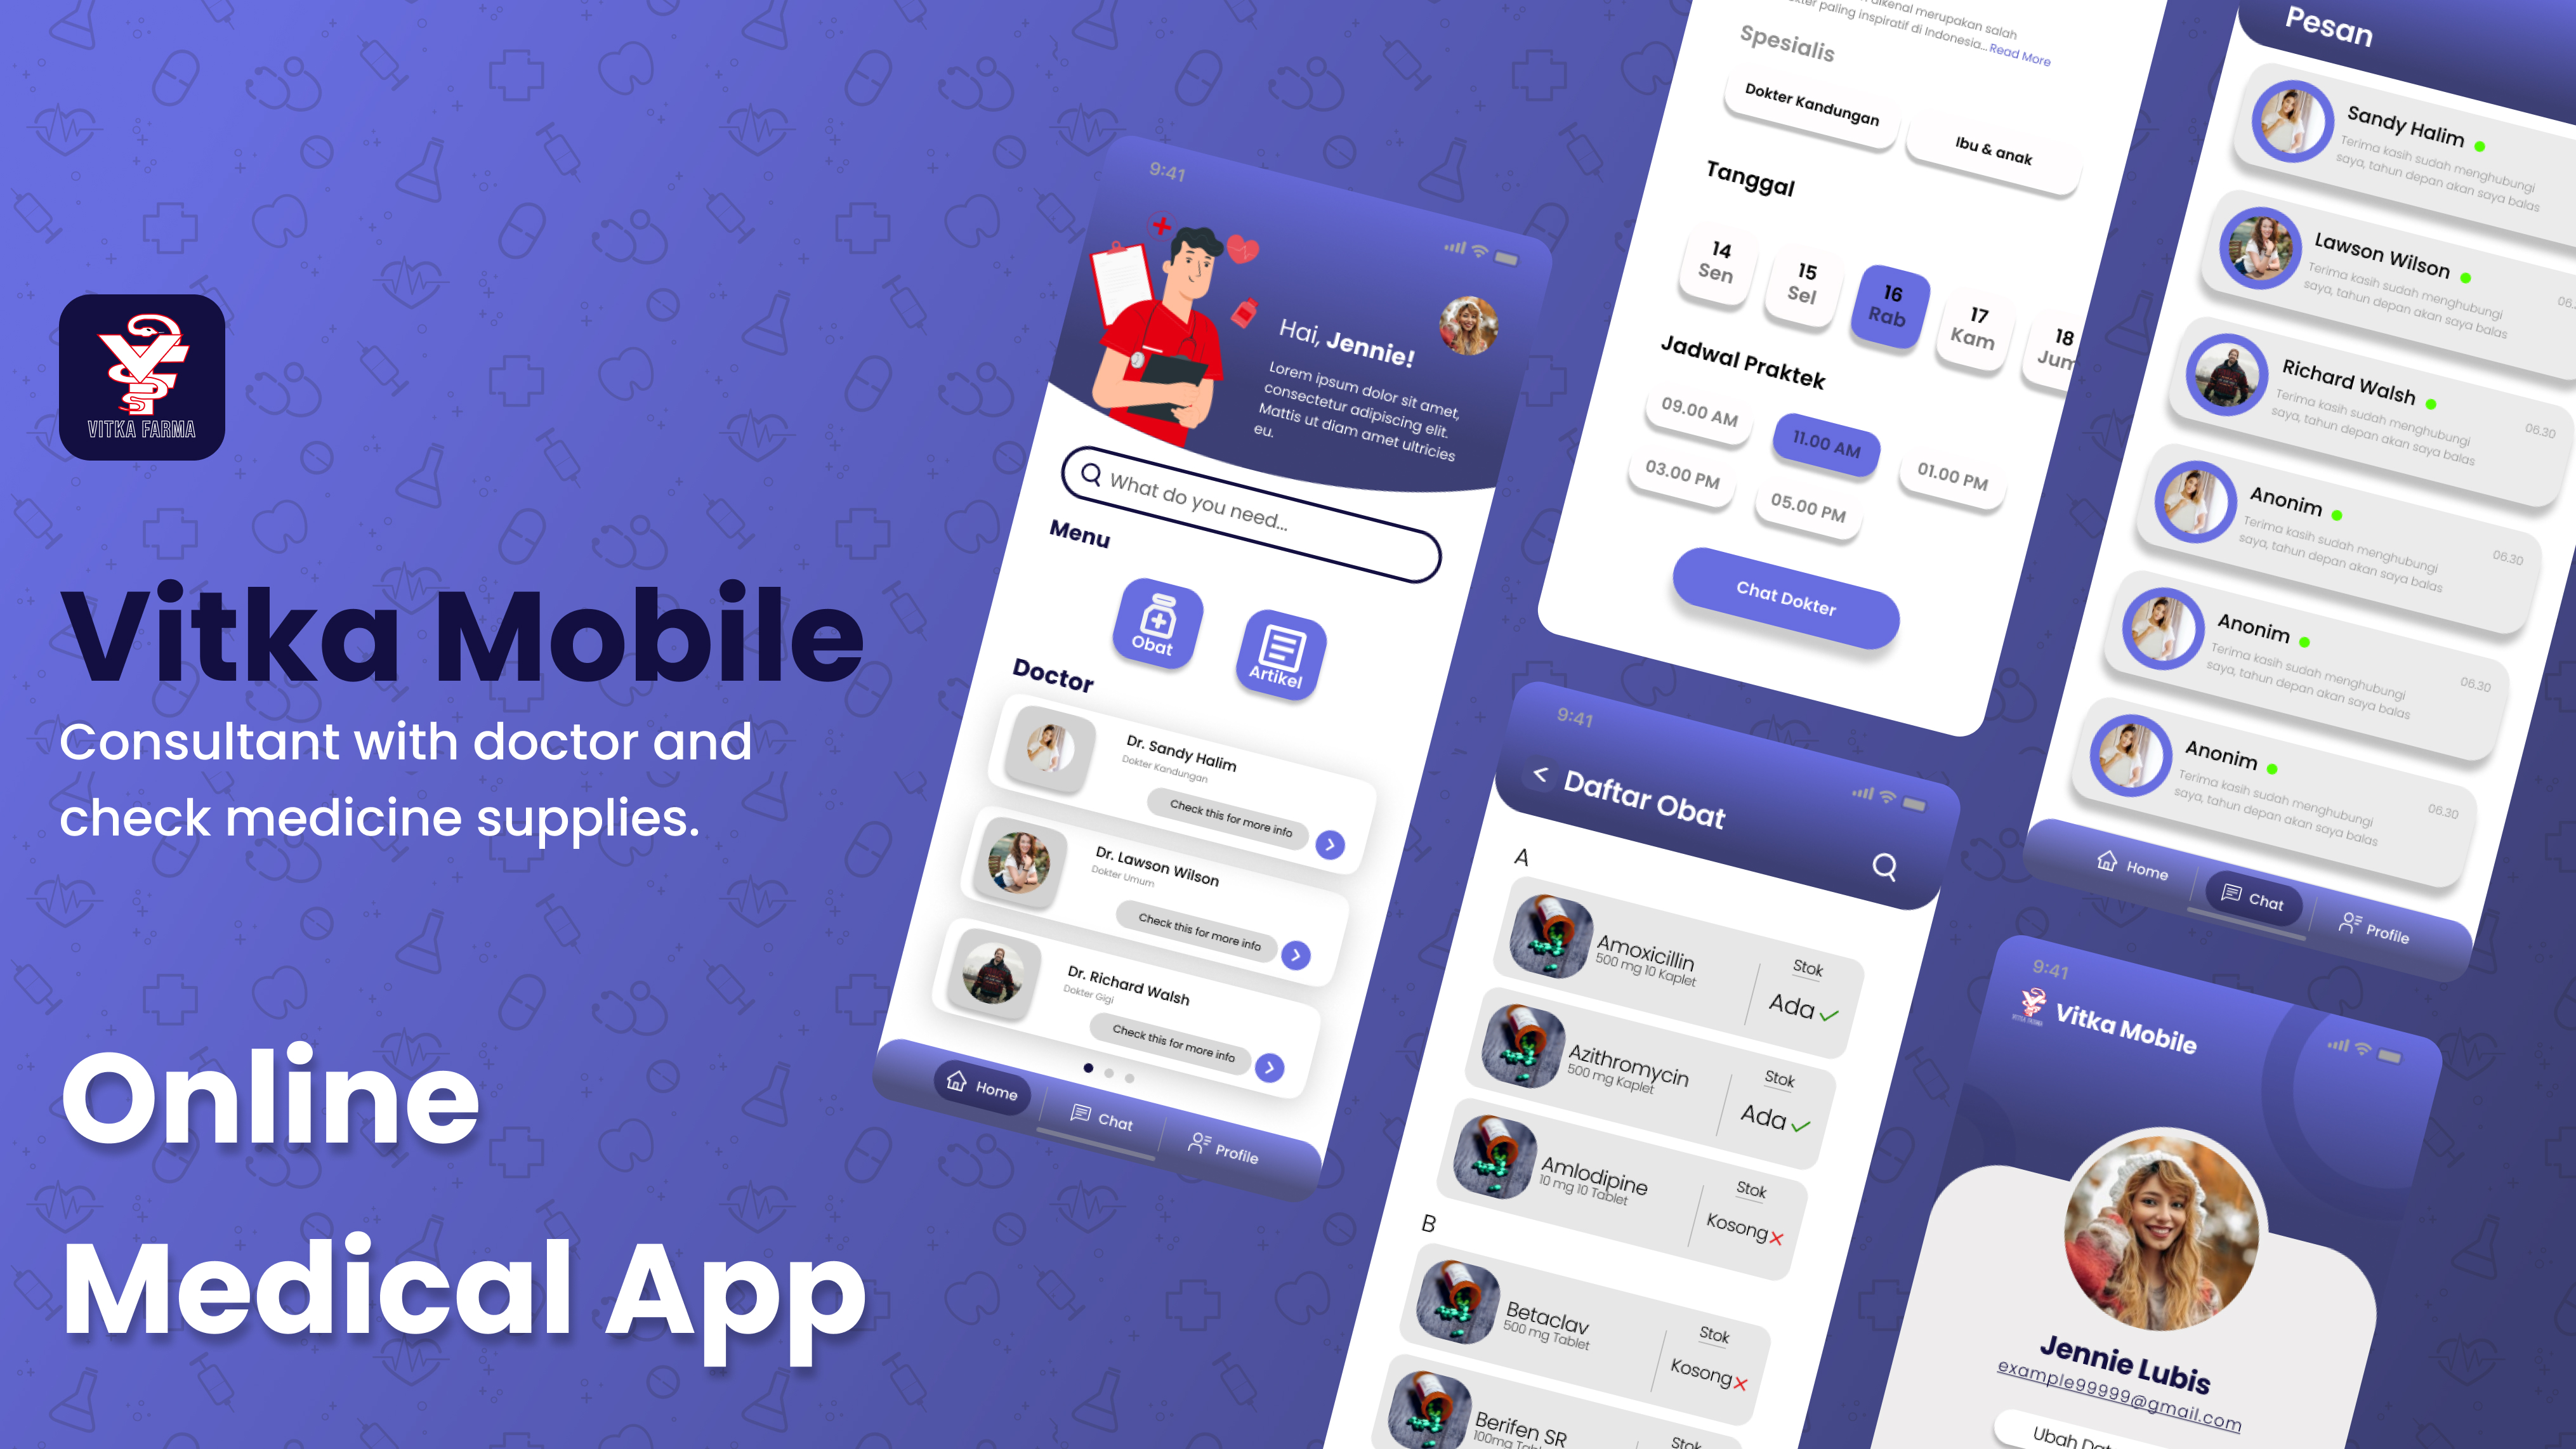 VITKA FARMA
Vitka Mobile
Consultant with doctor and
check medicine supplies.
Online
Medical App
9:41
Hai, Jennie!
Lorem ipsum dolor sit amet,
consectetur adipiscing elit.
Mattis ut diam amet ultricies
eu.
What do you need...
Menu
Obat
Artikel
Doctor
Dr. Sandy Halim
Dokter Kandungan
Check this for more info
Dr. Lawson Wilson
Dokter Umum
Check this for more info
Dr. Richard Walsh
Dokter Gigi
Check this for more info
Home
Chat
Profile
dikenal merupakan salah
paling inspiratif di Indonesia... Read More
Spesialis
Dokter Kandungan
Ibu & anak
Tanggal
14
Sen
15
Sel
16
Rab
17
Kam
18
Jum
Jadwal Praktek
09.00 AM
11.00 AM
01.00 PM
03.00 PM
05.00 PM
Chat Dokter
9:41
Daftar Obat
A
Amoxicillin
500 mg 10 Kaplet
Stok
Ada
Azithromycin
500 mg Kaplet
Stok
Ada
Amlodipine
10 mg 10 Tablet
Stok
Kosong
B
Betaclav
500 mg Tablet
Stok
Kosong
Berifen SR
100mg
Stok
Pesan
Sandy Halim
Terima kasih sudah menghubungi
saya, tahun depan akan saya balas
Lawson Wilson
Terima kasih sudah menghubungi
saya, tahun depan akan saya balas
Richard Walsh
Terima kasih sudah menghubungi
saya, tahun depan akan saya balas
06.30
Anonim
Terima kasih sudah menghubungi
saya, tahun depan akan saya balas
06.30
Anonim
Terima kasih sudah menghubungi
saya, tahun depan akan saya balas
06.30
Anonim
Terima kasih sudah menghubungi
saya, tahun depan akan saya balas
06.30
Home
Chat
Profile
9:41
VITKA FARMA
Vitka Mobile
Jennie Lubis
example99999@gmail.com
Ubah